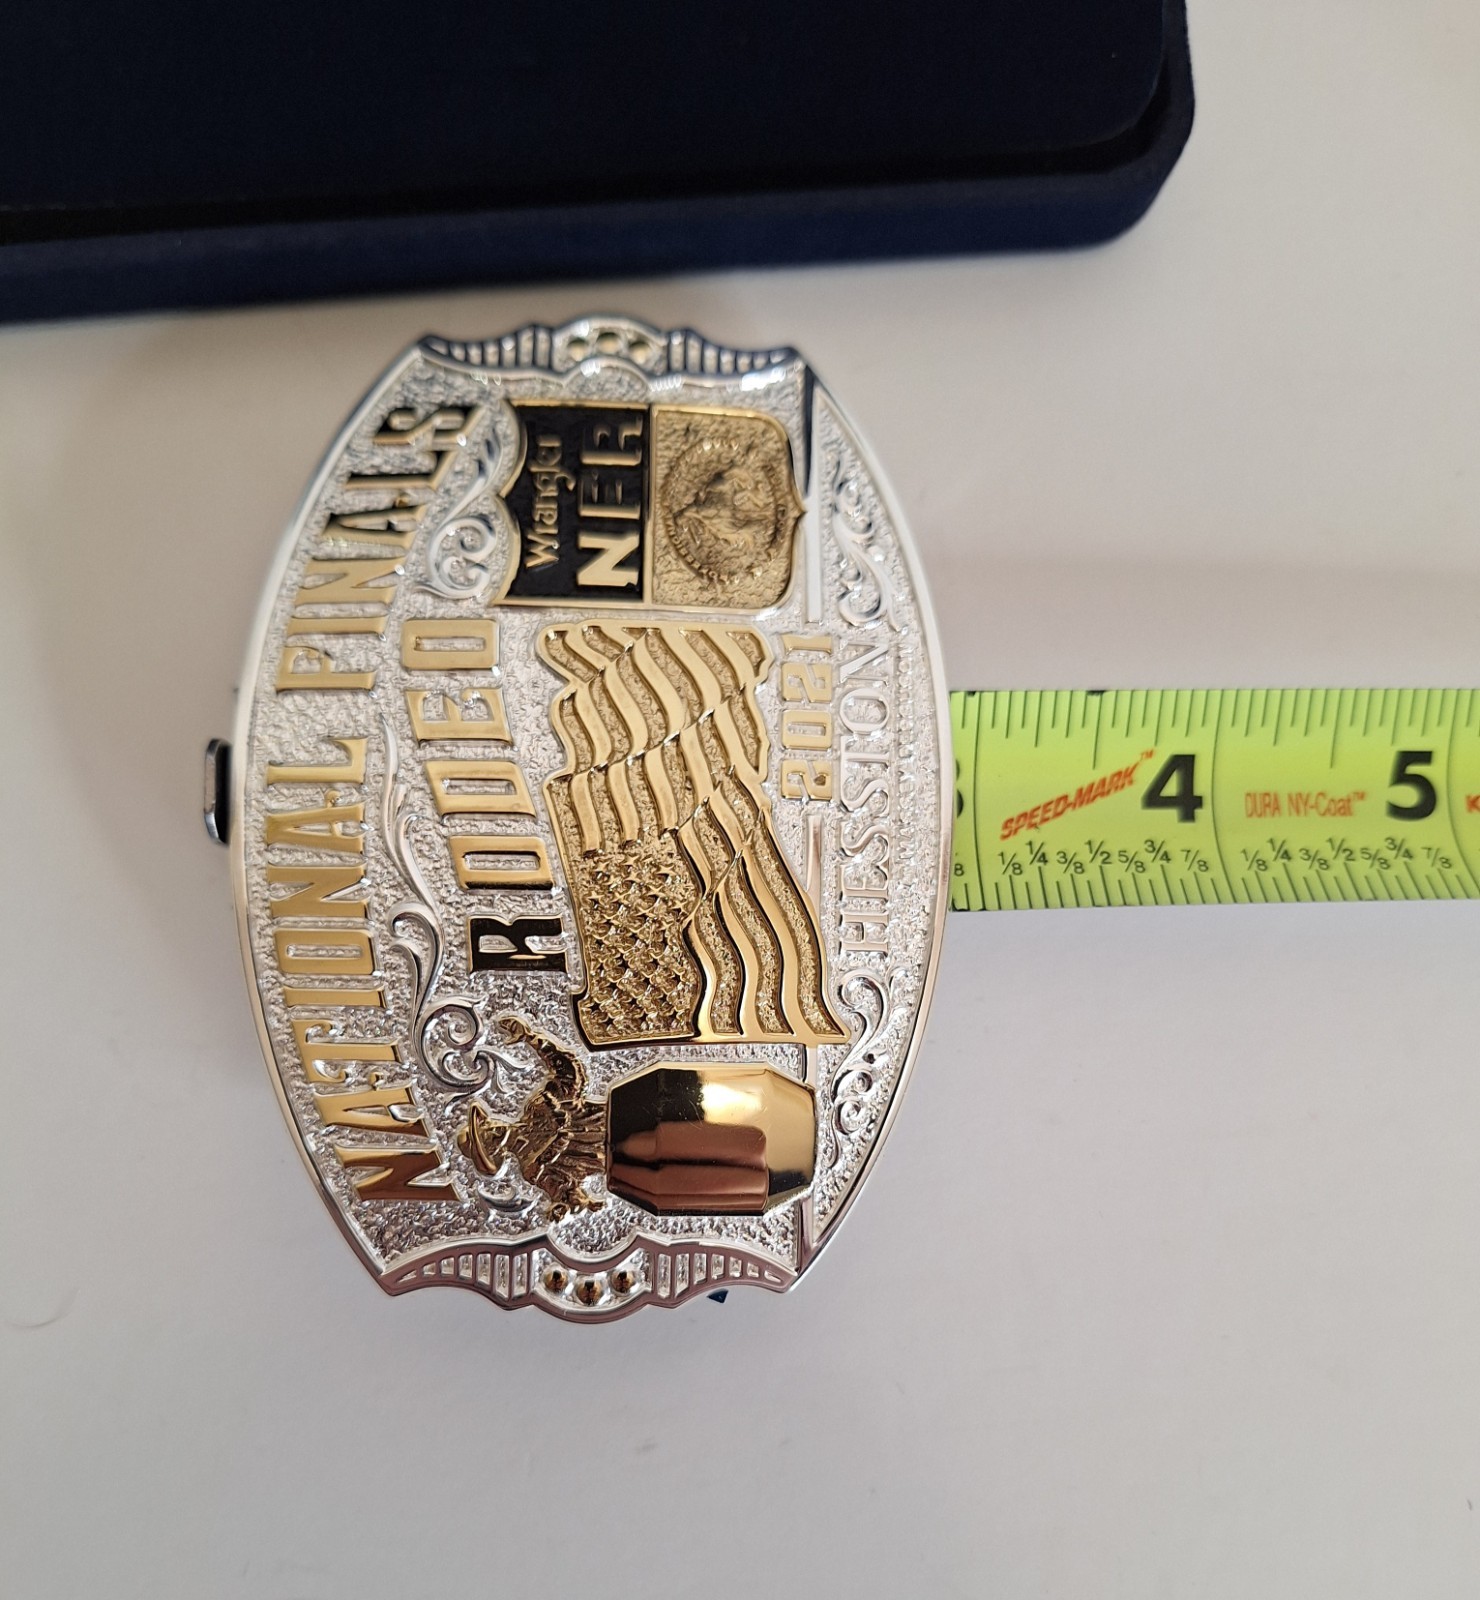 NATIONAL FINALS
RODEO
Wrangler
NFR
2021
HESSTON
SPEED-MARK™ 4 DURA NY-Coat™ 5
1/8 1/4 3/8 1/2 5/8 3/4 7/8 1/8 1/4 3/8 1/2 5/8 3/4 7/8